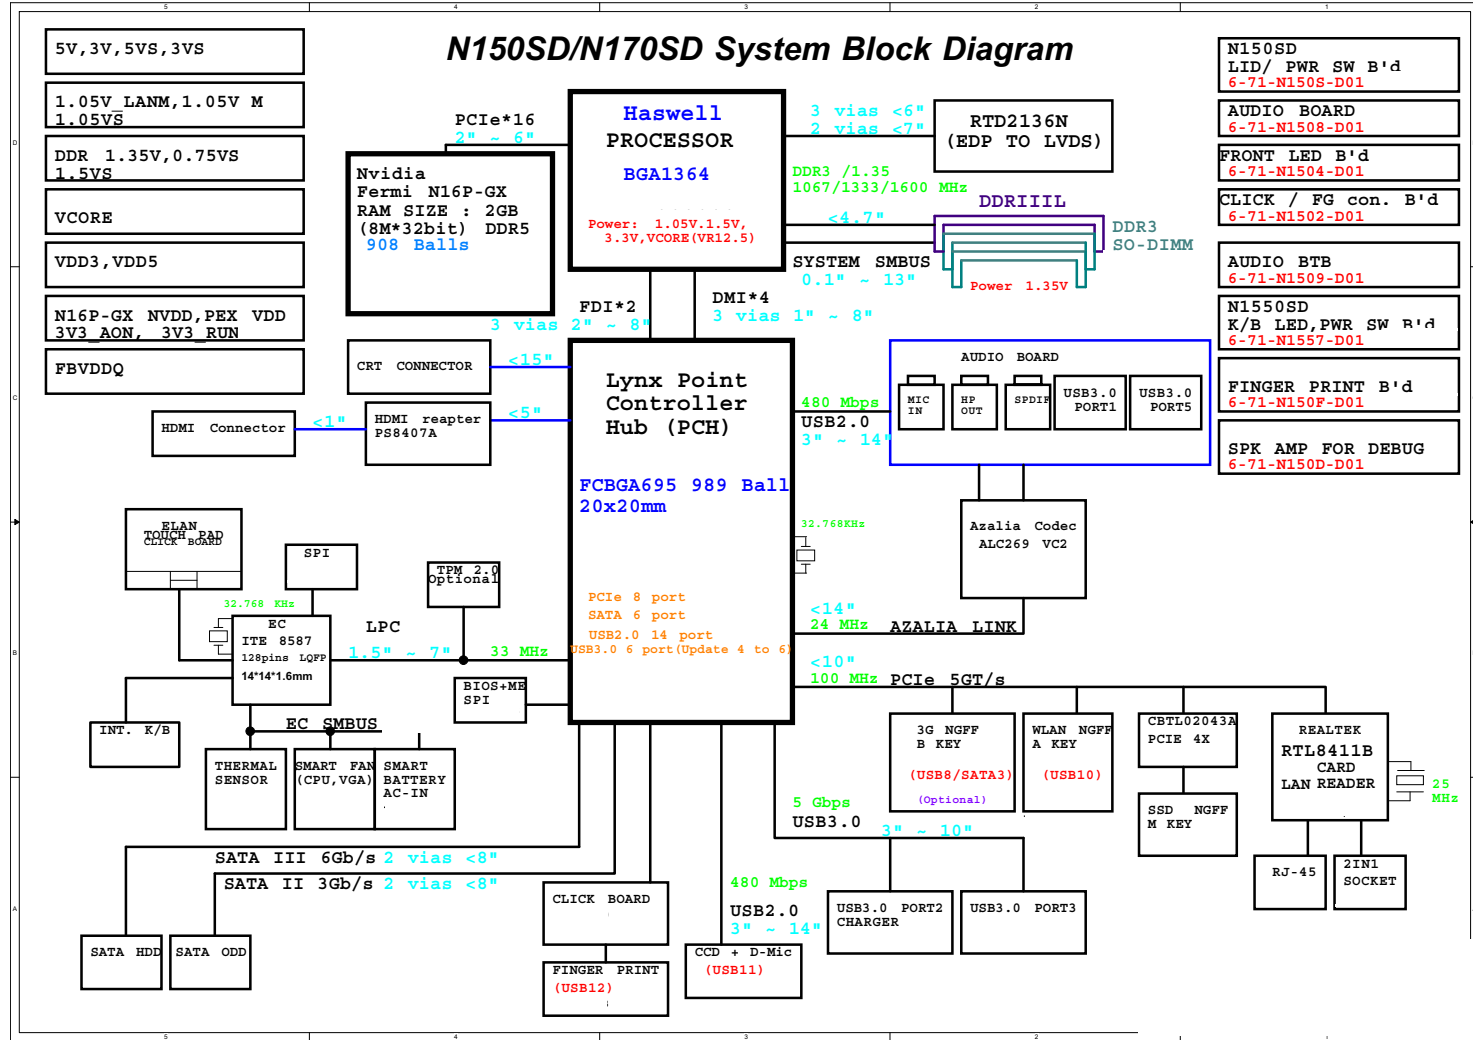 N150SD/N170SD System Block Diagram
5V,3V,5VS,3VS
1.05V_LANM,1.05V M
1.05VS
DDR 1.35V,0.75VS
1.5VS
VCORE
VDD3,VDD5
N16P-GX NVDD,PEX VDD
3V3_AON, 3V3_RUN
FBVDDQ
PCIe*16
2" ~ 6"
Nvidia
Fermi N16P-GX
RAM SIZE : 2GB
(8M*32bit) DDR5
908 Balls
Haswell
PROCESSOR
BGA1364
Power: 1.05V.1.5V,
3.3V,VCORE(VR12.5)
3 vias <6"
2 vias <7"
RTD2136N
(EDP TO LVDS)
DDR3 /1.35
1067/1333/1600 MHz
<4.7"
DDRIIIL
DDR3
SO-DIMM
SYSTEM SMBUS
0.1" ~ 13"
Power 1.35V
FDI*2
3 vias 2" ~ 8"
DMI*4
3 vias 1" ~ 8"
N150SD
LID/ PWR SW B'd
6-71-N150S-D01
AUDIO BOARD
6-71-N1508-D01
FRONT LED B'd
6-71-N1504-D01
CLICK / FG con. B'd
6-71-N1502-D01
AUDIO BTB
6-71-N1509-D01
N1550SD
K/B LED,PWR SW B'd
6-71-N1557-D01
FINGER PRINT B'd
6-71-N150F-D01
SPK AMP FOR DEBUG
6-71-N150D-D01
CRT CONNECTOR
<15"
HDMI Connector
<1"
HDMI reapter
PS8407A
<5"
Lynx Point
Controller
Hub (PCH)
FCBGA695 989 Ball
20x20mm
PCIe 8 port
SATA 6 port
USB2.0 14 port
USB3.0 6 port(Update 4 to 6)
480 Mbps
USB2.0
3" ~ 14"
AUDIO BOARD
MIC
IN
HP
OUT
SPDIF
USB3.0
PORT1
USB3.0
PORT5
Azalia Codec
ALC269 VC2
32.768KHz
<14"
24 MHz
AZALIA LINK
<10"
100 MHz
PCIe 5GT/s
ELAN
TOUCH PAD
CLICK BOARD
SPI
32.768 KHz
EC
ITE 8587
128pins LQFP
14*14*1.6mm
LPC
1.5" ~ 7"
33 MHz
TPM 2.0
Optional
BIOS+ME
SPI
INT. K/B
EC SMBUS
THERMAL
SENSOR
SMART FAN
(CPU,VGA)
SMART
BATTERY
AC-IN
3G NGFF
B KEY
(USB8/SATA3)
(Optional)
WLAN NGFF
A KEY
(USB10)
CBTL02043A
PCIE 4X
SSD NGFF
M KEY
REALTEK
RTL8411B
CARD
LAN READER
25
MHz
RJ-45
2IN1
SOCKET
5 Gbps
USB3.0
3" ~ 10"
USB3.0 PORT2
CHARGER
USB3.0 PORT3
SATA III 6Gb/s 2 vias <8"
SATA II 3Gb/s 2 vias <8"
SATA HDD
SATA ODD
CLICK BOARD
FINGER PRINT
(USB12)
480 Mbps
USB2.0
3" ~ 14"
CCD + D-Mic
(USB11)
5
4
3
2
1
D
C
B
A
5
4
3
2
1